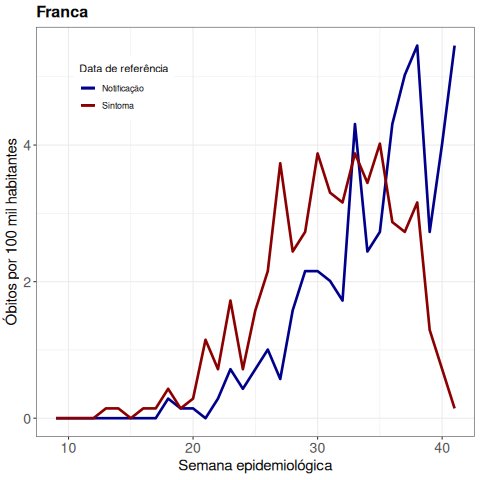 Franca
Data de referência
Notificação
Sintoma
Óbitos por 100 mil habitantes
4
2
0
10
20
30
40
Semana epidemiológica